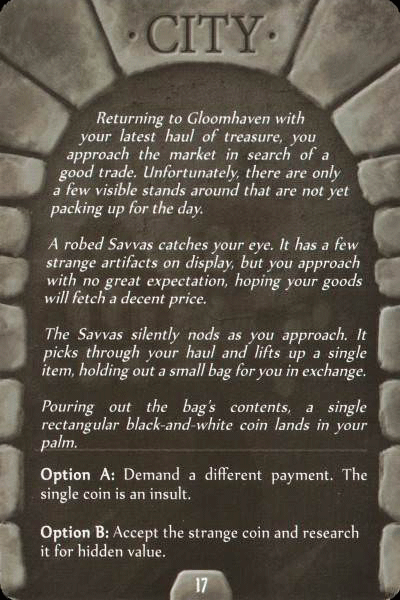 · CITY ·
Returning to Gloomhaven with
your latest haul of treasure, you
approach the market in search of a
good trade. Unfortunately, there are only
a few visible stands around that are not yet
packing up for the day.
A robed Savvas catches your eye. It has a few
strange artifacts on display, but you approach
with no great expectation, hoping your goods
will fetch a decent price.
The Savvas silently nods as you approach. It
picks through your haul and lifts up a single
item, holding out a small bag for you in exchange.
Pouring out the bag's contents, a single
rectangular black-and-white coin lands in your
palm.
Option A: Demand a different payment. The
single coin is an insult.
Option B: Accept the strange coin and research
it for hidden value.
17